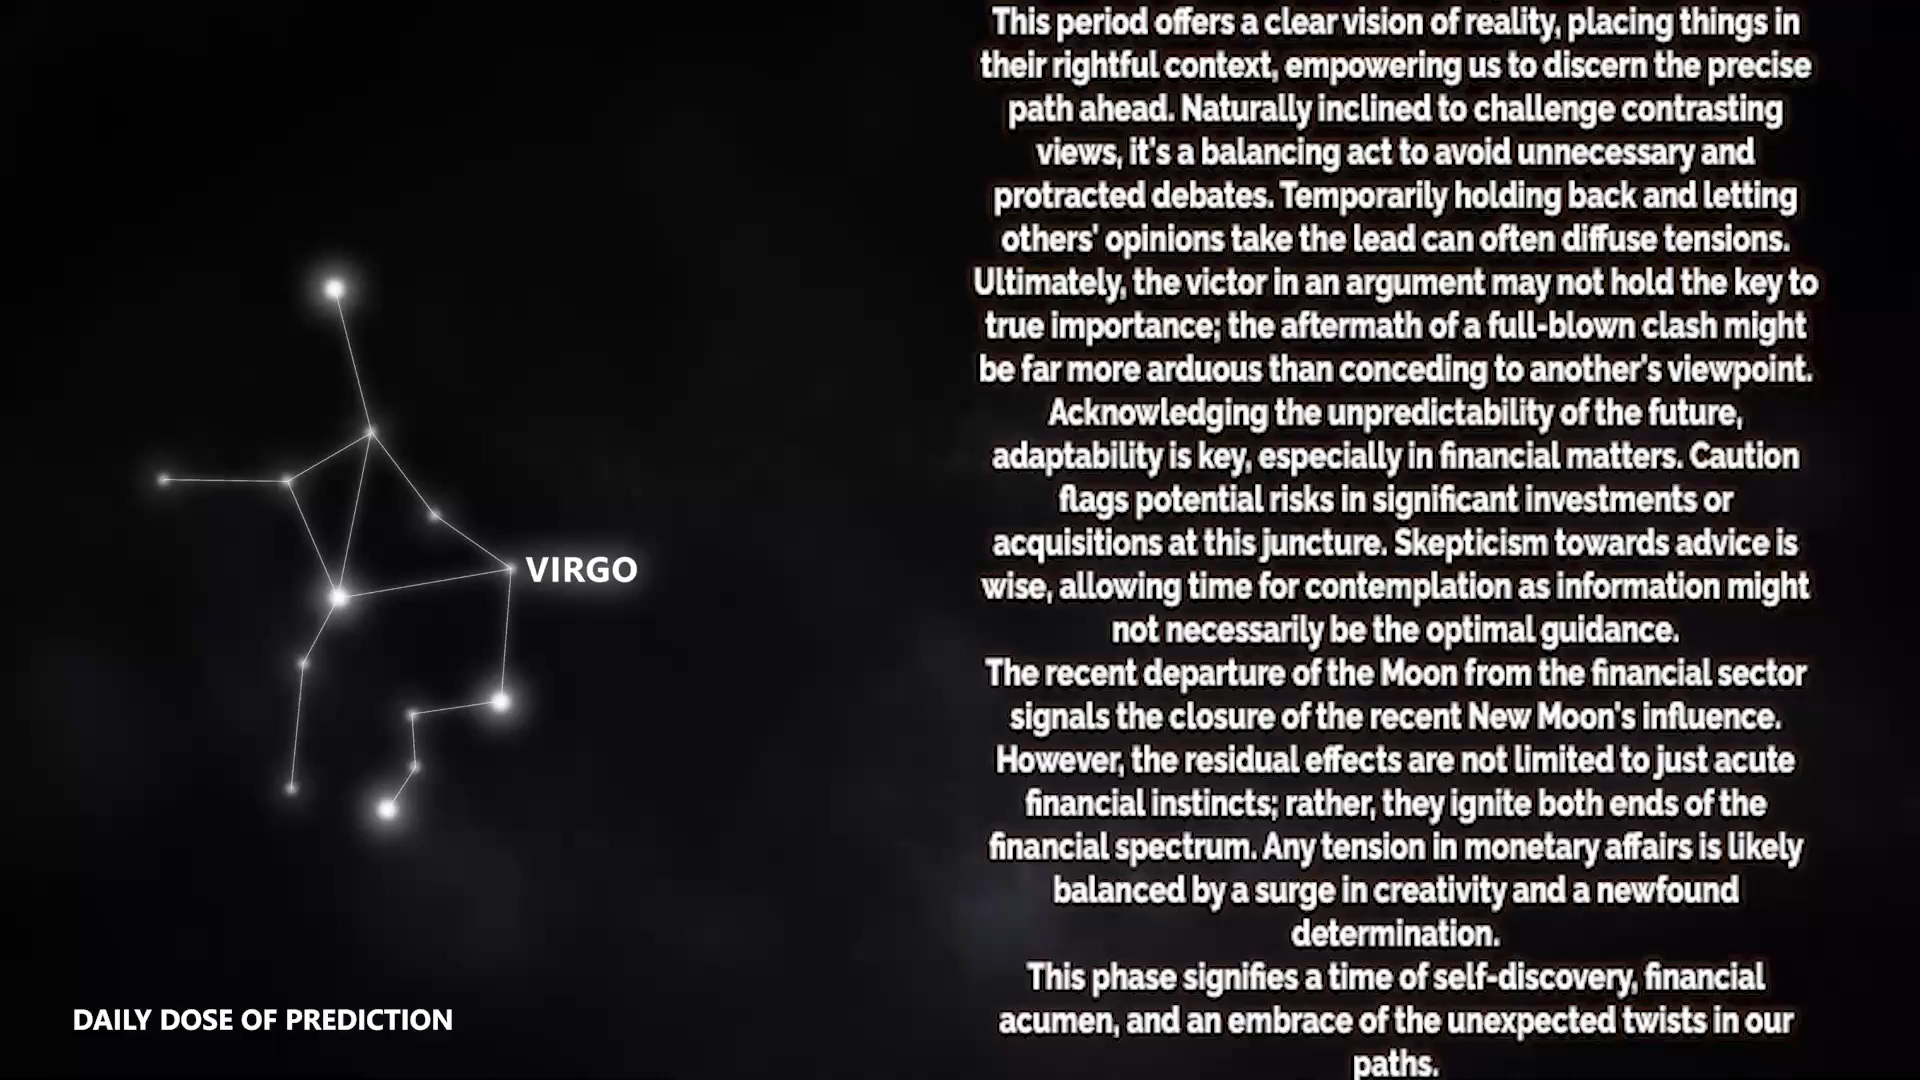 This period offers a clear vision of reality, placing things in
their rightful context, empowering us to discern the precise
path ahead. Naturally inclined to challenge contrasting
views, it's a balancing act to avoid unnecessary and
protracted debates. Temporarily holding back and letting
others' opinions take the lead can often diffuse tensions.
Ultimately, the victor in an argument may not hold the key to
true importance; the aftermath of a full-blown clash might
be far more arduous than conceding to another's viewpoint.
Acknowledging the unpredictability of the future,
adaptability is key, especially in financial matters. Caution
flags potential risks in significant investments or
acquisitions at this juncture. Skepticism towards advice is
wise, allowing time for contemplation as information might
not necessarily be the optimal guidance.
The recent departure of the Moon from the financial sector
signals the closure of the recent New Moon's influence.
However, the residual effects are not limited to just acute
financial instincts; rather, they ignite both ends of the
financial spectrum. Any tension in monetary affairs is likely
balanced by a surge in creativity and a newfound
determination.
This phase signifies a time of self-discovery, financial
acumen, and an embrace of the unexpected twists in our
paths.
VIRGO
DAILY DOSE OF PREDICTION